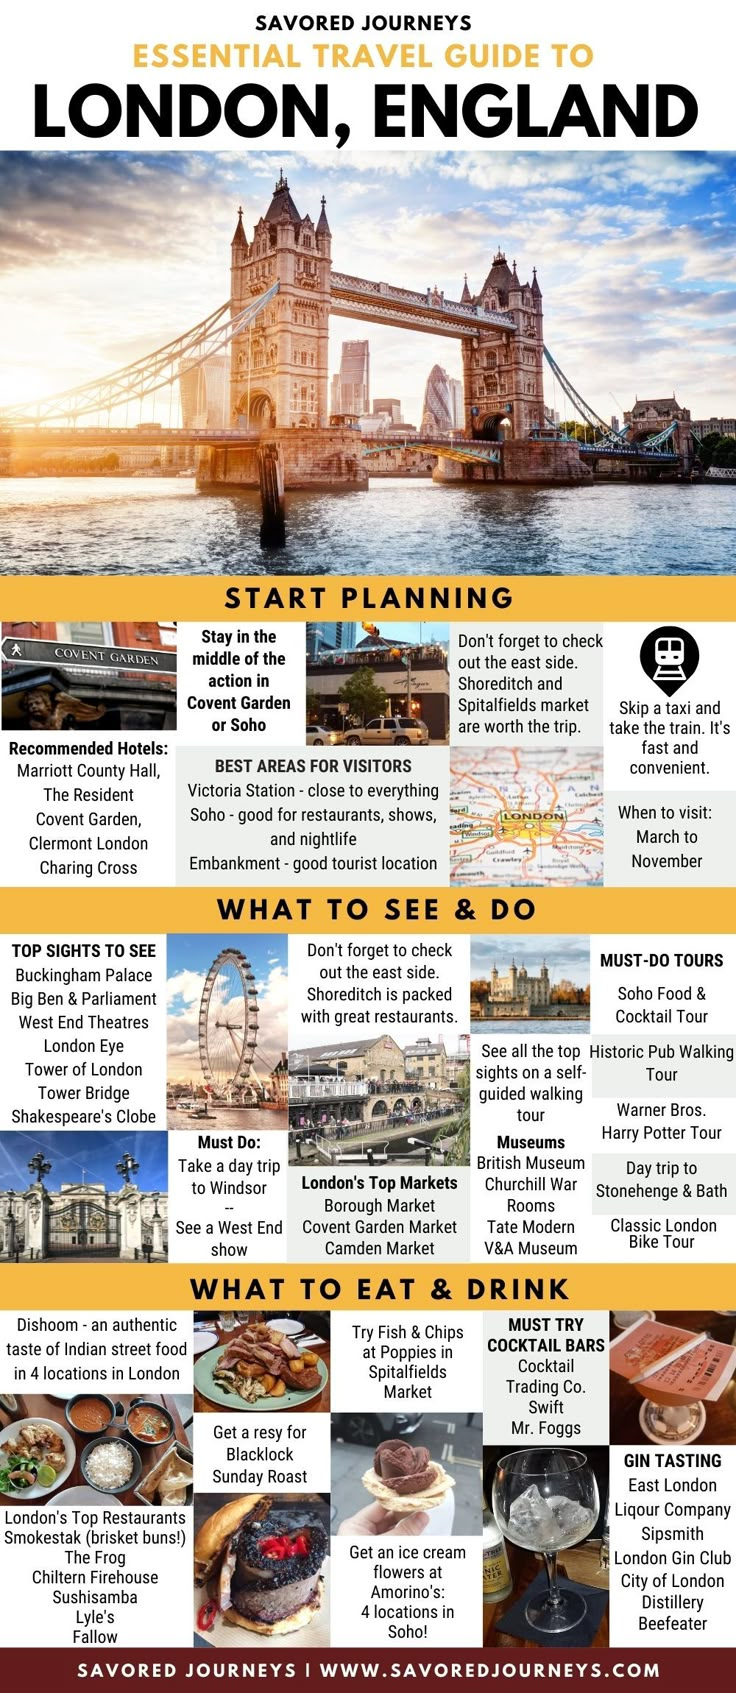 SAVORED JOURNEYS
ESSENTIAL TRAVEL GUIDE TO
LONDON, ENGLAND
START PLANNING
COVENT GARDEN
Recommended Hotels:
Marriott County Hall,
The Resident
Covent Garden,
Clermont London
Charing Cross
Stay in the
middle of the
action in
Covent Garden
or Soho
BEST AREAS FOR VISITORS
Victoria Station - close to everything
Soho - good for restaurants, shows,
and nightlife
Embankment - good tourist location
Don't forget to check
out the east side.
Shoreditch and
Spitalfields market
are worth the trip.
LONDON
Windsor
Guildford
Crawley
Skip a taxi and
take the train. It's
fast and
convenient.
When to visit:
March to
November
WHAT TO SEE & DO
TOP SIGHTS TO SEE
Buckingham Palace
Big Ben & Parliament
West End Theatres
London Eye
Tower of London
Tower Bridge
Shakespeare's Globe
Must Do:
Take a day trip
to Windsor
--
See a West End
show
Don't forget to check
out the east side.
Shoreditch is packed
with great restaurants.
London's Top Markets
Borough Market
Covent Garden Market
Camden Market
See all the top
sights on a self-
guided walking
tour
Museums
British Museum
Churchill War
Rooms
Tate Modern
V&A Museum
MUST-DO TOURS
Soho Food &
Cocktail Tour
Historic Pub Walking
Tour
Warner Bros.
Harry Potter Tour
Day trip to
Stonehenge & Bath
Classic London
Bike Tour
WHAT TO EAT & DRINK
Dishoom - an authentic
taste of Indian street food
in 4 locations in London
London's Top Restaurants
Smokestak (brisket buns!)
The Frog
Chiltern Firehouse
Sushisamba
Lyle's
Fallow
Get a resy for
Blacklock
Sunday Roast
Try Fish & Chips
at Poppies in
Spitalfields
Market
Get an ice cream
flowers at
Amorino's:
4 locations in
Soho!
MUST TRY
COCKTAIL BARS
Cocktail
Trading Co.
Swift
Mr. Foggs
GIN TASTING
East London
Liqour Company
Sipsmith
London Gin Club
City of London
Distillery
Beefeater
SAVORED JOURNEYS | WWW.SAVOREDJOURNEYS.COM